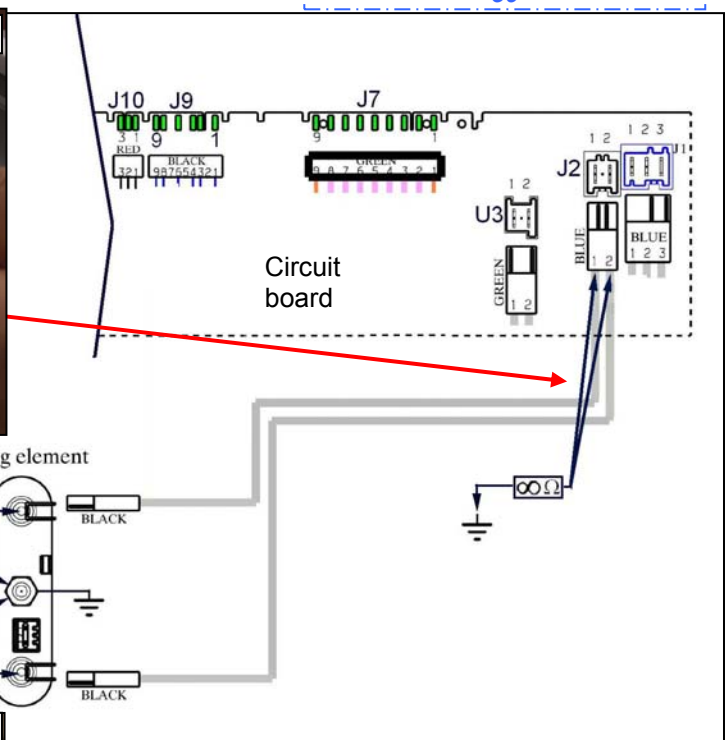 J10 J9 J7
3 1 9 1 9 1
RED
321
BLACK
987654321
GREEN
9 8 7 6 5 4 3 2 1
1 2
U3
GREEN
1 2
1 2
J2
BLUE
1 2
1 2 3
J1
BLUE
1 2 3
Circuit
board
g element
BLACK
∞Ω
BLACK